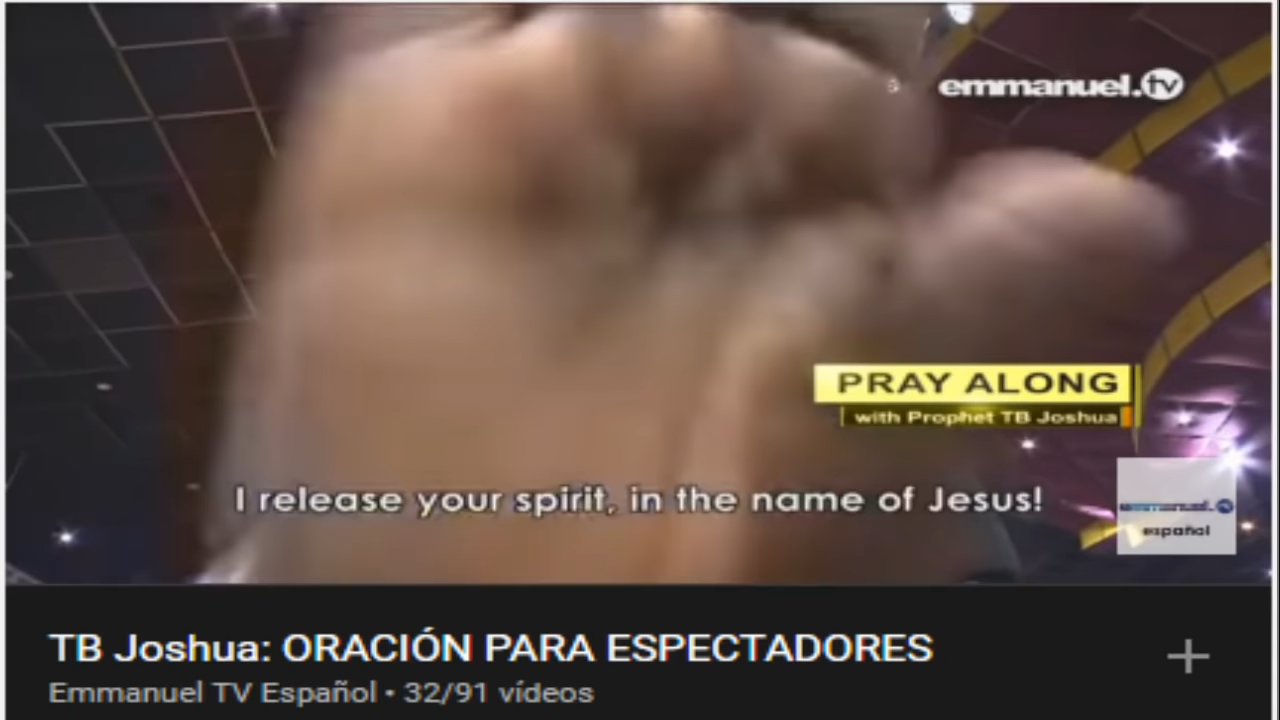 emmanuel.tv
PRAY ALONG
with Prophet TB Joshua
I release your spirit, in the name of Jesus!
emmanuel.tv
español
TB Joshua: ORACIÓN PARA ESPECTADORES
Emmanuel TV Español • 32/91 vídeos